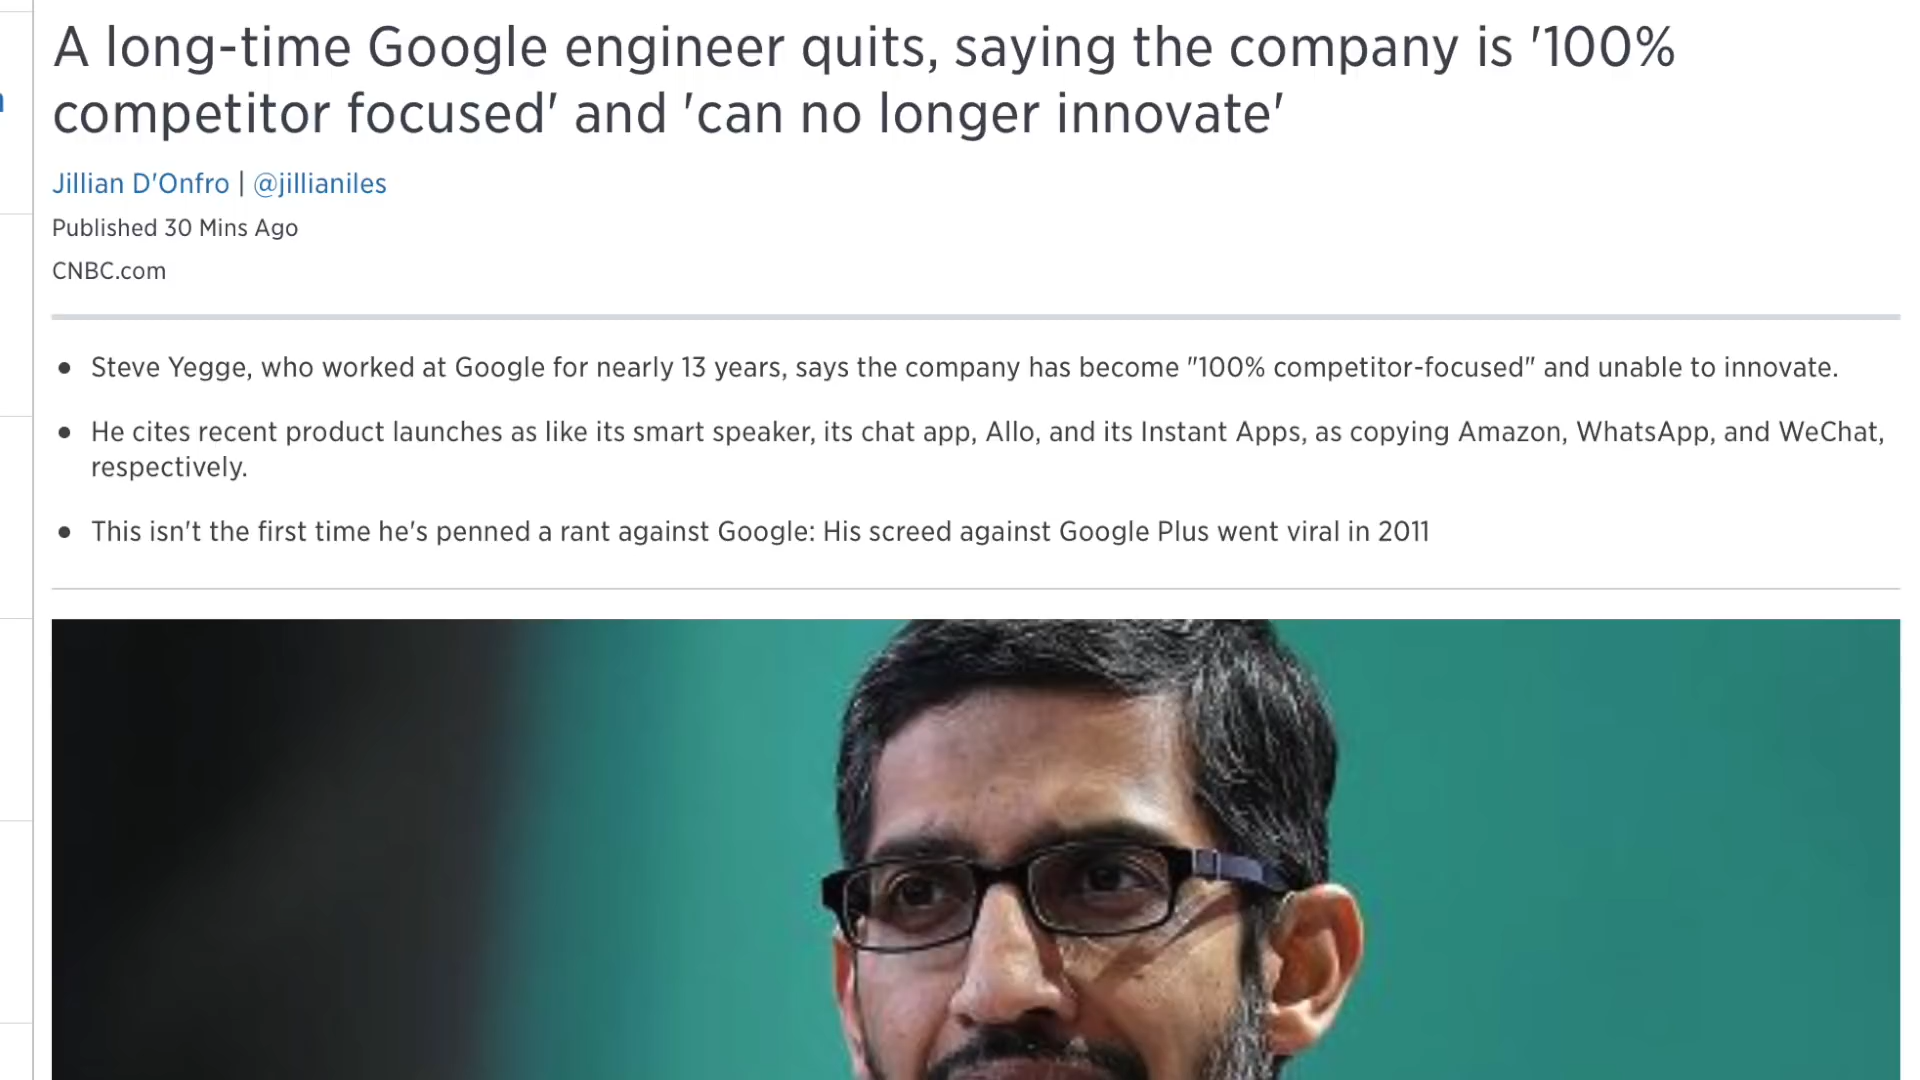 A long-time Google engineer quits, saying the company is '100%
competitor focused' and 'can no longer innovate'
Jillian D'Onfro | @jillianiles
Published 30 Mins Ago
CNBC.com
• Steve Yegge, who worked at Google for nearly 13 years, says the company has become "100% competitor-focused" and unable to innovate.
• He cites recent product launches as like its smart speaker, its chat app, Allo, and its Instant Apps, as copying Amazon, WhatsApp, and WeChat,
respectively.
• This isn't the first time he's penned a rant against Google: His screed against Google Plus went viral in 2011